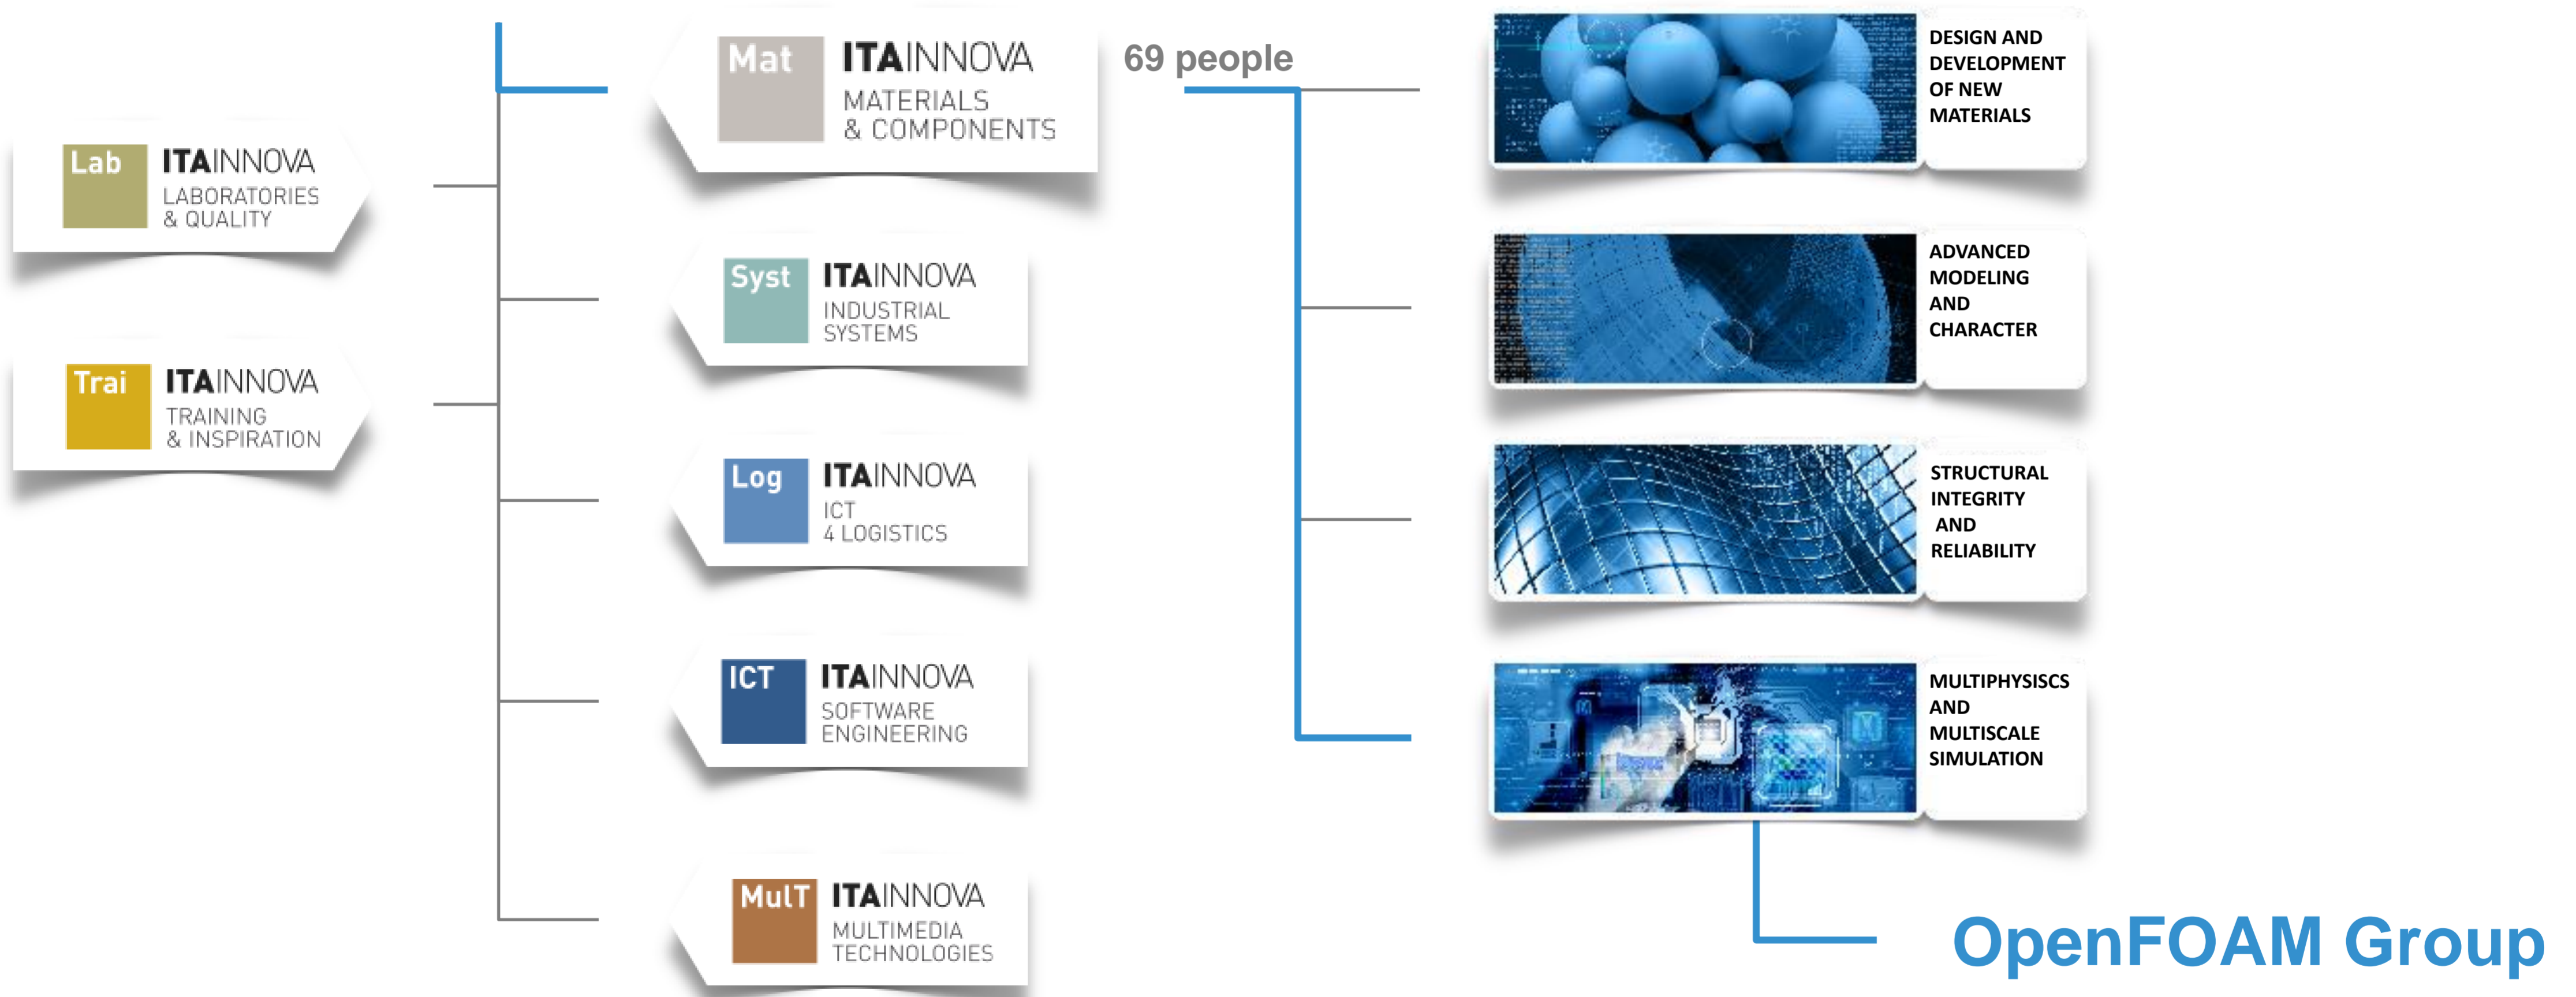 Lab
ITAINNOVA
LABORATORIES
& QUALITY
Trai
ITAINNOVA
TRAINING
& INSPIRATION
Mat
ITAINNOVA
MATERIALS
& COMPONENTS
69 people
Syst
ITAINNOVA
INDUSTRIAL
SYSTEMS
Log
ITAINNOVA
ICT
4 LOGISTICS
ICT
ITAINNOVA
SOFTWARE
ENGINEERING
MulT
ITAINNOVA
MULTIMEDIA
TECHNOLOGIES
DESIGN AND
DEVELOPMENT
OF NEW
MATERIALS
ADVANCED
MODELING
AND
CHARACTER
STRUCTURAL
INTEGRITY
AND
RELIABILITY
MULTIPHYSISCS
AND
MULTISCALE
SIMULATION
OpenFOAM Group